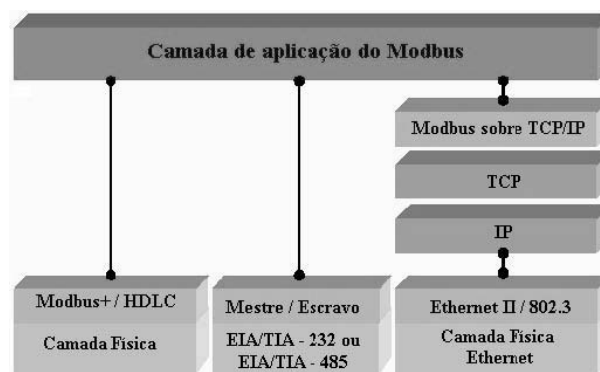 Camada de aplicação do Modbus
Modbus sobre TCP/IP
TCP
IP
Modbus+ / HDLC
Camada Física
Mestre / Escravo
EIA/TIA - 232 ou
EIA/TIA - 485
Ethernet II / 802.3
Camada Física
Ethernet